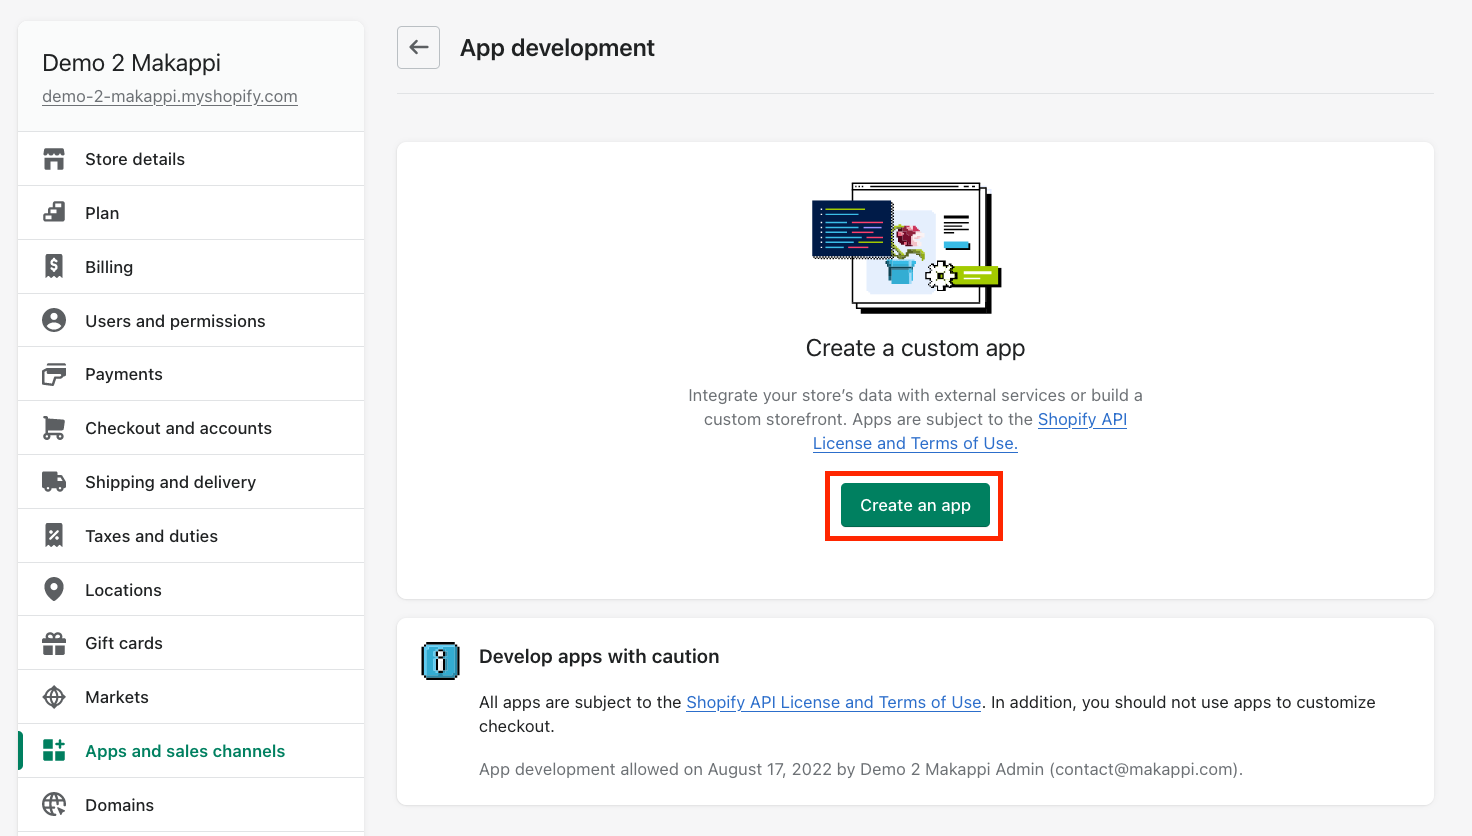 Demo 2 Makappi
demo-2-makappi.myshopify.com
Store details
Plan
Billing
Users and permissions
Payments
Checkout and accounts
Shipping and delivery
Taxes and duties
Locations
Gift cards
Markets
Apps and sales channels
Domains
App development
Create a custom app
Integrate your store’s data with external services or build a
custom storefront. Apps are subject to the Shopify API
License and Terms of Use.
Create an app
Develop apps with caution
All apps are subject to the Shopify API License and Terms of Use. In addition, you should not use apps to customize
checkout.
App development allowed on August 17, 2022 by Demo 2 Makappi Admin (contact@makappi.com).